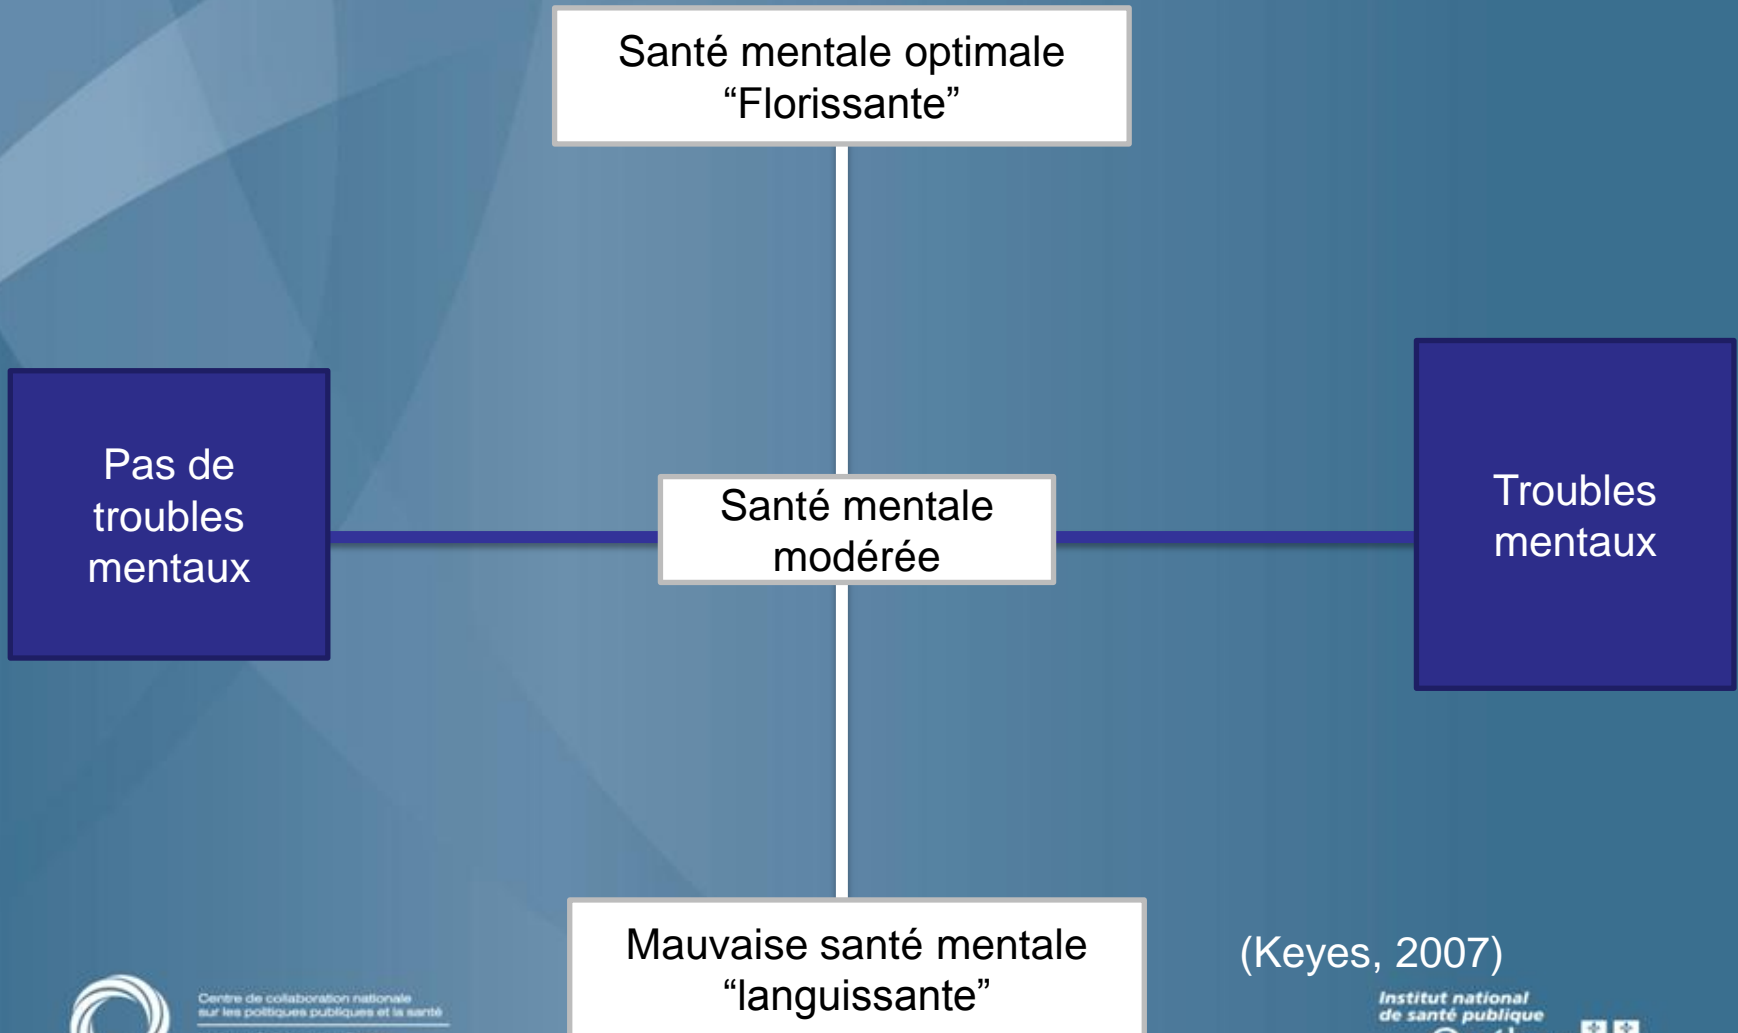 Santé mentale optimale
“Florissante”
Pas de
troubles
mentaux
Santé mentale
modérée
Troubles
mentaux
Mauvaise santé mentale
“languissante”
(Keyes, 2007)
Centre de collaboration nationale
sur les politiques publiques et la santé
Institut national
de santé publique